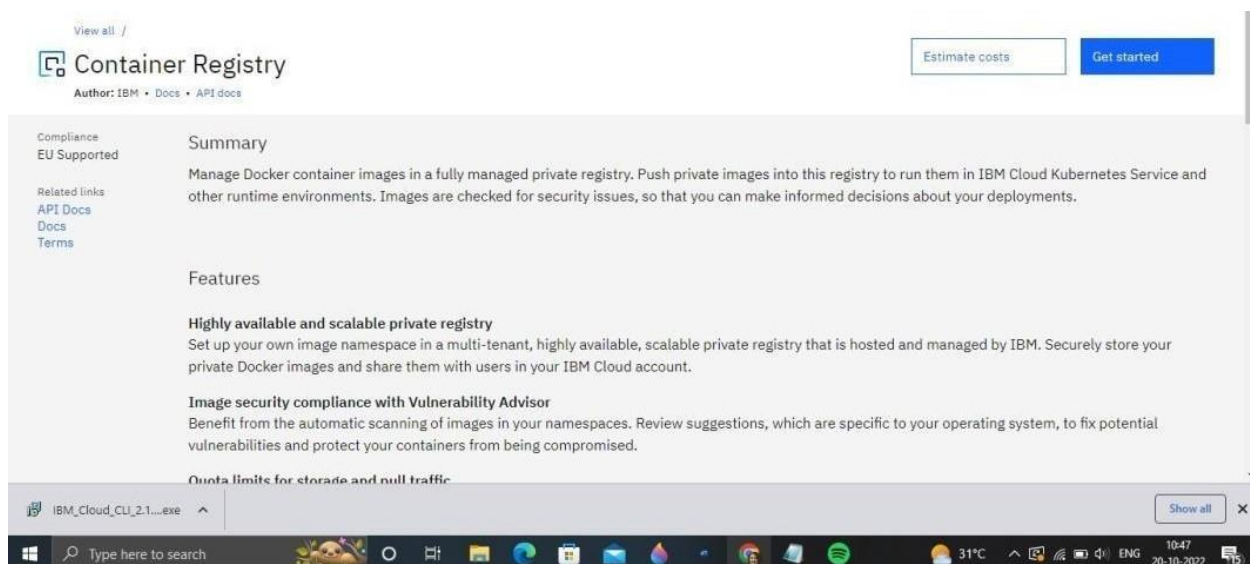 View all /
Container Registry
Author: IBM • Docs • API docs
Estimate costs
Get started
Compliance
EU Supported
Related links
API Docs
Docs
Terms
Summary
Manage Docker container images in a fully managed private registry. Push private images into this registry to run them in IBM Cloud Kubernetes Service and
other runtime environments. Images are checked for security issues, so that you can make informed decisions about your deployments.
Features
Highly available and scalable private registry
Set up your own image namespace in a multi-tenant, highly available, scalable private registry that is hosted and managed by IBM. Securely store your
private Docker images and share them with users in your IBM Cloud account.
Image security compliance with Vulnerability Advisor
Benefit from the automatic scanning of images in your namespaces. Review suggestions, which are specific to your operating system, to fix potential
vulnerabilities and protect your containers from being compromised.
Quota limits for storage and pull traffic
IBM_Cloud_CLI_2.1....exe
Show all
Type here to search
31°C
ENG
10:47
20-10-2022
15